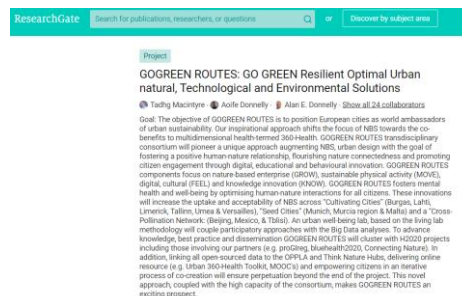 ResearchGate
Search for publications, researchers, or questions
or
Discover by subject area
Project
GOGREEN ROUTES: GO GREEN Resilient Optimal Urban
natural, Technological and Environmental Solutions
Tadhg Macintyre · Aoife Donnelly · Alan E. Donnelly · Show all 24 collaborators
Goal: The objective of GOGREEN ROUTES is to position European cities as world ambassadors
of urban sustainability. Our inspirational approach shifts the focus of NBS towards the co-
benefits to multidimensional health-termed 360-Health. GOGREEN ROUTES transdisciplinary
consortium will pioneer a unique approach augmenting NBS, urban design with the goal of
fostering a positive human-nature relationship, flourishing nature connectedness and promoting
citizen engagement through digital, educational and behavioural innovation. GOGREEN ROUTES
components focus on nature-based enterprise (GROW), sustainable physical activity (MOVE),
digital, cultural (FEEL) and knowledge innovation (KNOW). GOGREEN ROUTES fosters mental
health and well-being by optimising human-nature interactions for all citizens. These innovations
will increase the uptake and acceptability of NBS across "Cultivating Cities" (Burgas, Lahti,
Limerick, Tallinn, Umea & Versailles), "Seed Cities" (Munich, Murcia region & Malta) and a "Cross-
Pollination Network: (Beijing, Mexico, & Tblisi). An urban well-being lab, based on the living lab
methodology will couple participatory approaches with the Big Data analyses. To advance
knowledge, best practice and dissemination GOGREEN ROUTES will cluster with H2020 projects
including those involving our partners (e.g. proGIreg, bluehealth2020, Connecting Nature). In
addition, linking all open-sourced data to the OPPLA and Think Nature Hubs, delivering online
resource (e.g. Urban 360-Health Toolkit, MOOC's) and empowering citizens in an iterative
process of co-creation will ensure perpetuation beyond the end of the project. This novel
approach, coupled with the high capacity of the consortium, makes GOGREEN ROUTES an
exciting prospect.